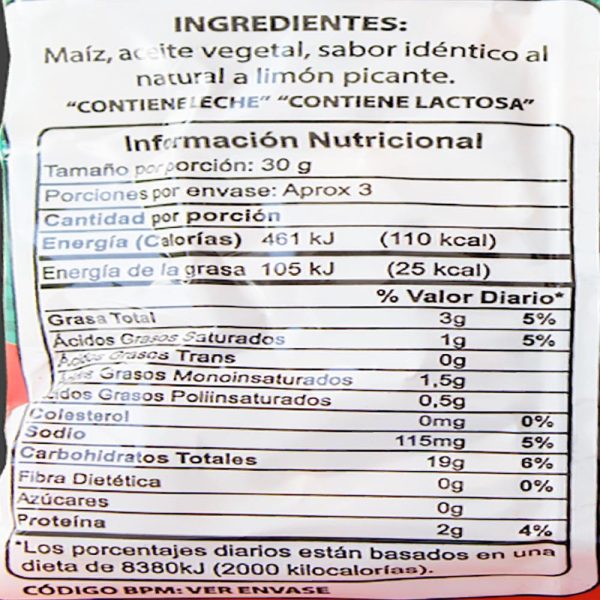 INGREDIENTES:
Maíz, aceite vegetal, sabor idéntico al
natural a limón picante.
"CONTIENE LECHE" "CONTIENE LACTOSA"
Información Nutricional
Tamaño por porción: 30 g
Porciones por envase: Aprox 3
Cantidad por porción
Energía (Calorías) 461 kJ (110 kcal)
Energía de la grasa 105 kJ (25 kcal)
% Valor Diario*
Grasa Total 3g 5%
Ácidos Grasos Saturados 1g 5%
Ácidos Grasos Trans 0g
Grasos Monoinsaturados 1,5g
Grasos Poliinsaturados 0,5g
Colesterol 0mg 0%
Sodio 115mg 5%
Carbohidratos Totales 19g 6%
Fibra Dietética 0g 0%
Azúcares 0g
Proteína 2g 4%
*Los porcentajes diarios están basados en una
dieta de 8380kJ (2000 kilocalorías).
CÓDIGO BPM: VER ENVASE